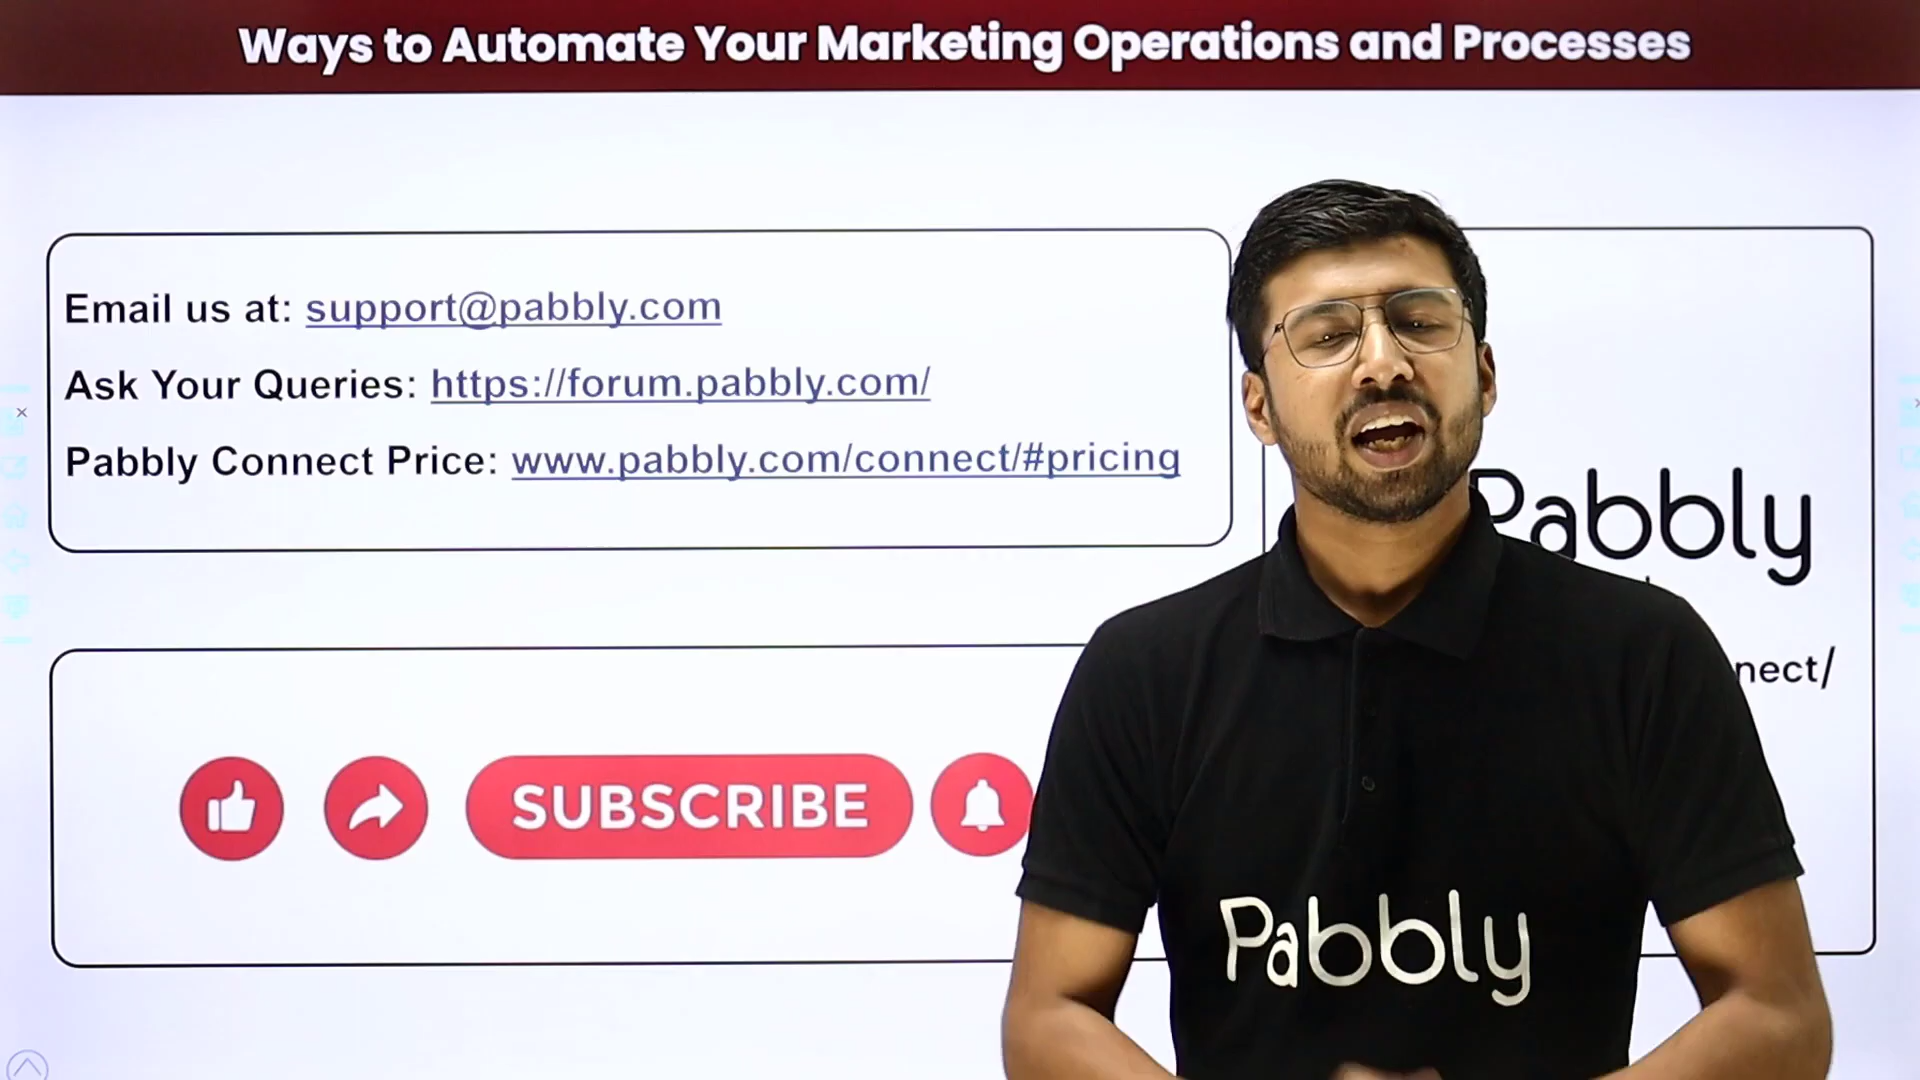 Ways to Automate Your Marketing Operations and Processes
Email us at: support@pabbly.com
Ask Your Queries: https://forum.pabbly.com/
Pabbly Connect Price: www.pabbly.com/connect/#pricing
Pabbly
SUBSCRIBE
Pabbly